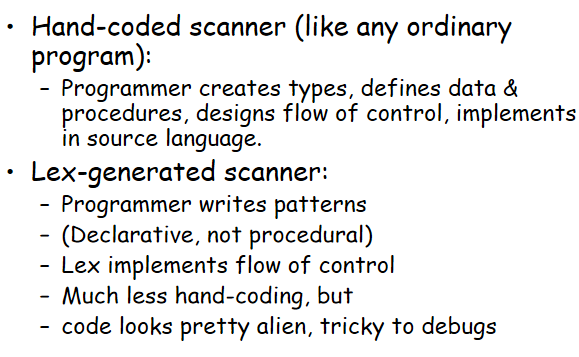 • Hand-coded scanner (like any ordinary
program):
– Programmer creates types, defines data &
procedures, designs flow of control, implements
in source language.
• Lex-generated scanner:
– Programmer writes patterns
– (Declarative, not procedural)
– Lex implements flow of control
– Much less hand-coding, but
– code looks pretty alien, tricky to debugs